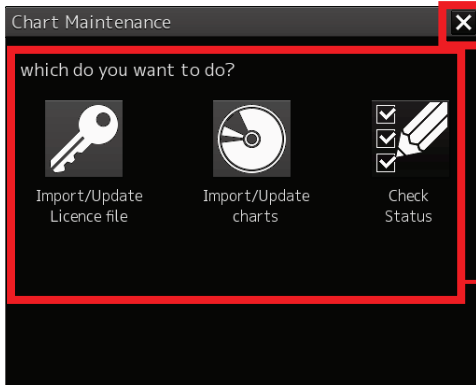 Chart Maintenance
which do you want to do?
Import/Update
Licence file
Import/Update
charts
Check
Status